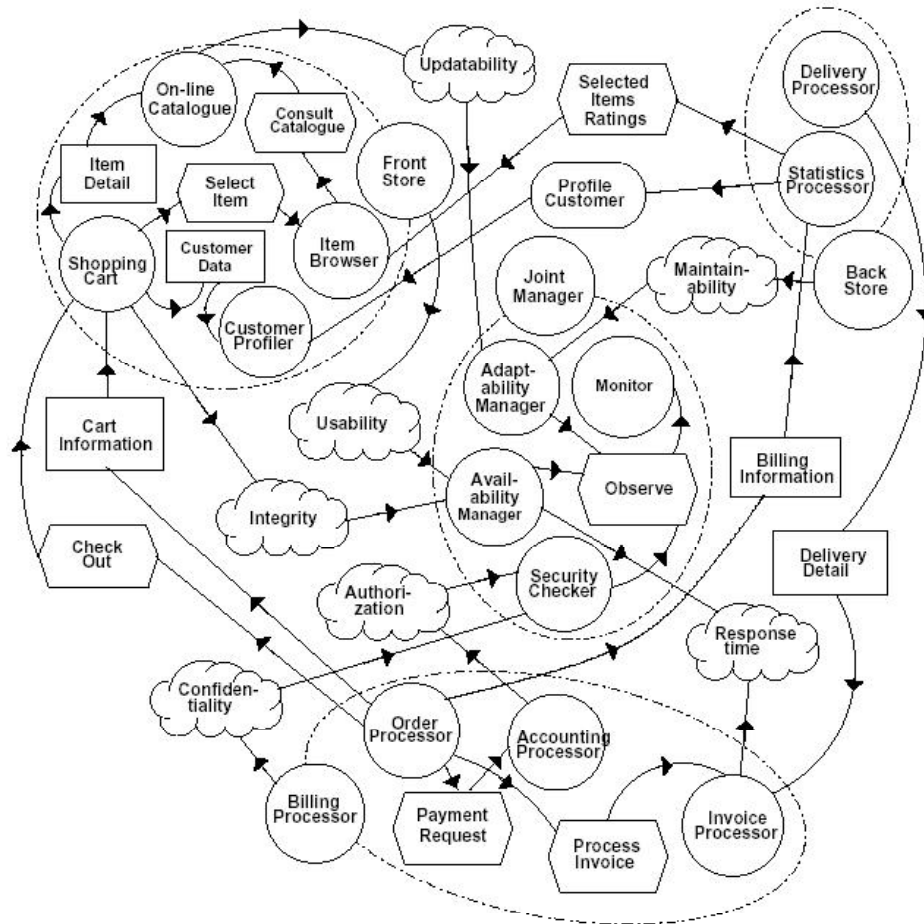 On-line
Catalogue
Updatability
Selected
Items
Ratings
Delivery
Processor
Consult
Catalogue
Item
Detail
Select
Item
Front
Store
Profile
Customer
Statistics
Processor
Shopping
Cart
Customer
Data
Item
Browser
Joint
Manager
Maintain-
ability
Back
Store
Customer
Profiler
Adapt-
ability
Manager
Monitor
Cart
Information
Usability
Billing
Information
Integrity
Avail-
ability
Manager
Observe
Check
Out
Authori-
zation
Security
Checker
Delivery
Detail
Response
time
Confiden-
tiality
Order
Processor
Accounting
Processor
Billing
Processor
Payment
Request
Process
Invoice
Invoice
Processor